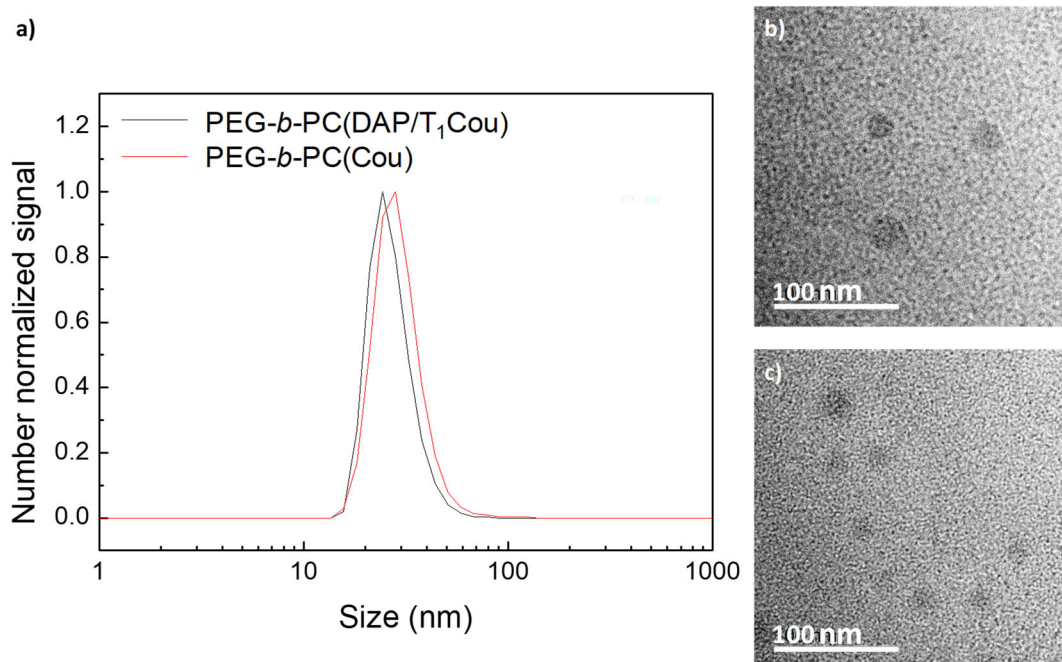 a)
1.2
1.0
0.8
0.6
0.4
0.2
0.0
Number normalized signal
PEG-b-PC(DAP/T₁Cou)
PEG-b-PC(Cou)
1
10
100
1000
Size (nm)
b)
100 nm
c)
100 nm